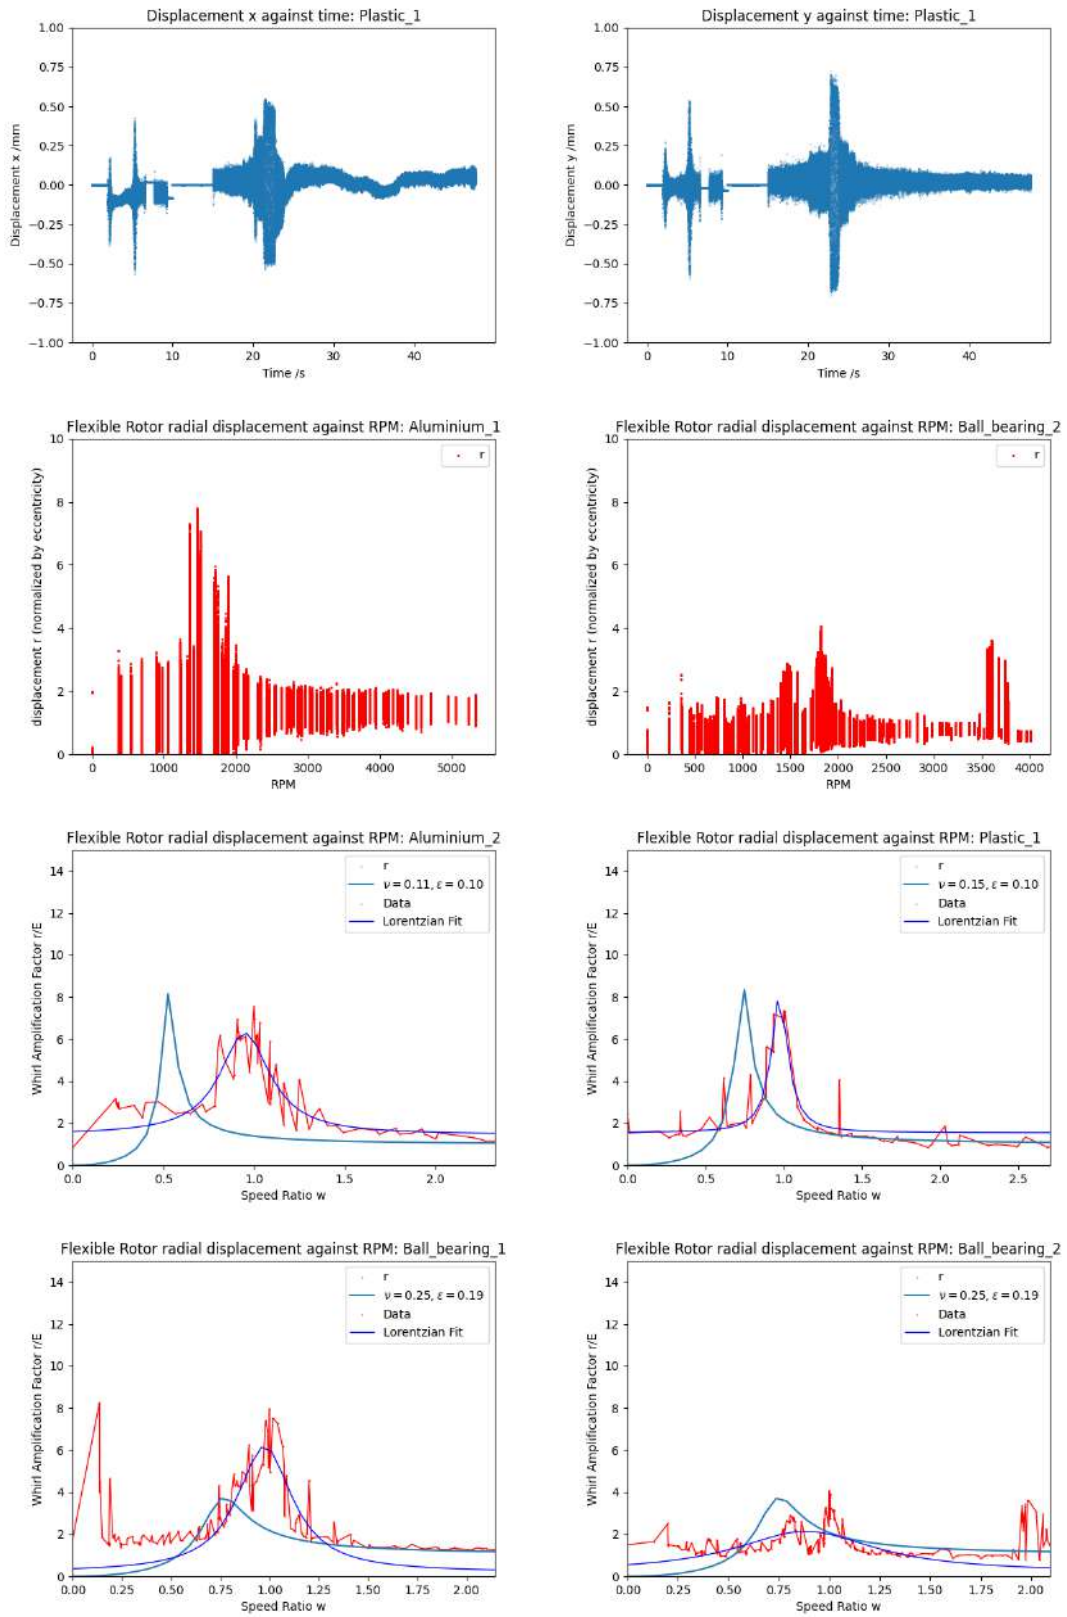 Displacement x against time: Plastic_1
Displacement x /mm
1.00
0.75
0.50
0.25
0.00
−0.25
−0.50
−0.75
−1.00
0 10 20 30 40
Time /s
Displacement y against time: Plastic_1
Displacement y /mm
1.00
0.75
0.50
0.25
0.00
−0.25
−0.50
−0.75
−1.00
0 10 20 30 40
Time /s
Flexible Rotor radial displacement against RPM: Aluminium_1
displacement r (normalized by eccentricity)
10
8
6
4
2
0
r
0 1000 2000 3000 4000 5000
RPM
Flexible Rotor radial displacement against RPM: Ball_bearing_2
displacement r (normalized by eccentricity)
10
8
6
4
2
0
r
0 500 1000 1500 2000 2500 3000 3500 4000
RPM
Flexible Rotor radial displacement against RPM: Aluminium_2
Whirl Amplification Factor r/E
14
12
10
8
6
4
2
0
r
ν = 0.11, ε = 0.10
Data
Lorentzian Fit
0.0 0.5 1.0 1.5 2.0
Speed Ratio w
Flexible Rotor radial displacement against RPM: Plastic_1
Whirl Amplification Factor r/E
14
12
10
8
6
4
2
0
r
ν = 0.15, ε = 0.10
Data
Lorentzian Fit
0.0 0.5 1.0 1.5 2.0 2.5
Speed Ratio w
Flexible Rotor radial displacement against RPM: Ball_bearing_1
Whirl Amplification Factor r/E
14
12
10
8
6
4
2
0
r
ν = 0.25, ε = 0.19
Data
Lorentzian Fit
0.00 0.25 0.50 0.75 1.00 1.25 1.50 1.75 2.00
Speed Ratio w
Flexible Rotor radial displacement against RPM: Ball_bearing_2
Whirl Amplification Factor r/E
14
12
10
8
6
4
2
0
r
ν = 0.25, ε = 0.19
Data
Lorentzian Fit
0.00 0.25 0.50 0.75 1.00 1.25 1.50 1.75 2.00
Speed Ratio w